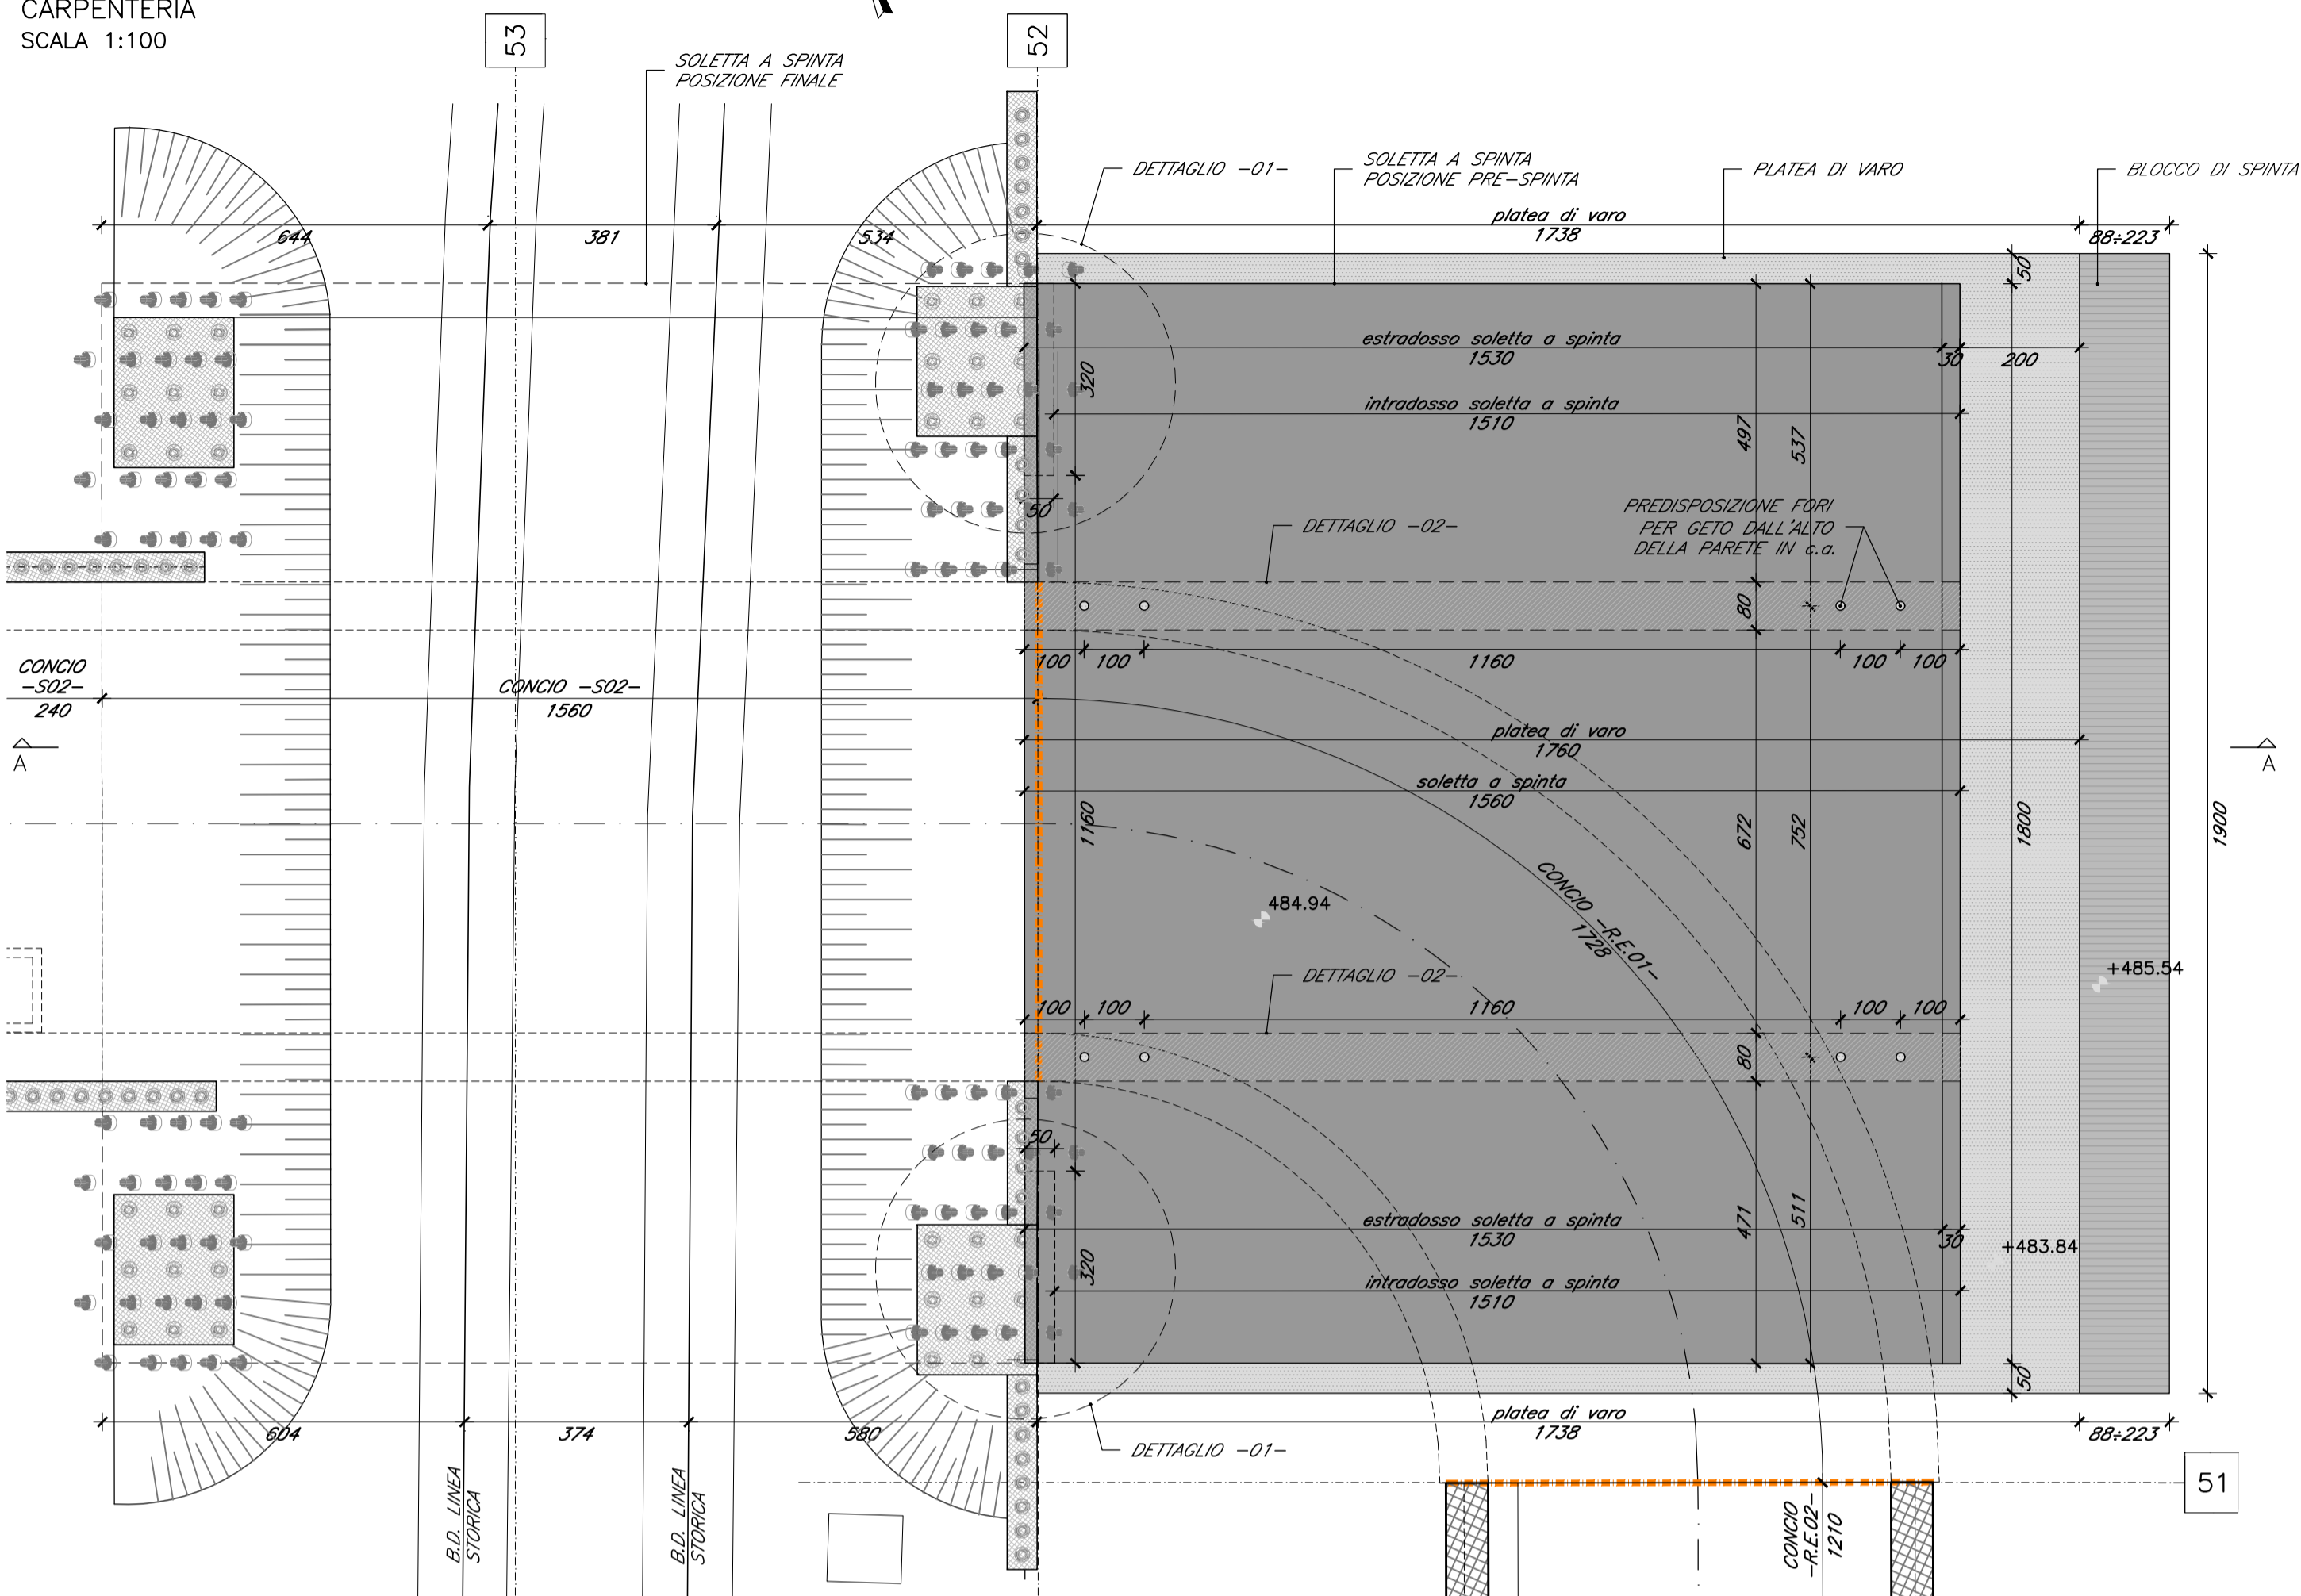 CARPENTERIA
SCALA 1:100
53
52
SOLETTA A SPINTA
POSIZIONE FINALE
DETTAGLIO -01-
SOLETTA A SPINTA
POSIZIONE PRE-SPINTA
PLATEA DI VARO
BLOCCO DI SPINTA
644
381
534
platea di varo
1738
88÷223
50
estradosso soletta a spinta
1530
30
200
320
intradosso soletta a spinta
1510
497
537
50
DETTAGLIO -02-
PREDISPOSIZIONE FORI
PER GETO DALL'ALTO
DELLA PARETE IN c.a.
80
100
100
1160
100
100
CONCIO
-S02-
240
CONCIO -S02-
1560
A
platea di varo
1760
A
soletta a spinta
1560
1160
672
752
1800
1900
CONCIO -R.E.01-
1728
484.94
DETTAGLIO -02-
+485.54
100
100
1160
100
100
80
50
471
511
estradosso soletta a spinta
1530
30
+483.84
320
intradosso soletta a spinta
1510
50
604
374
580
platea di varo
1738
88÷223
DETTAGLIO -01-
B.D. LINEA
STORICA
B.D. LINEA
STORICA
CONCIO
-R.E.02-
1210
51